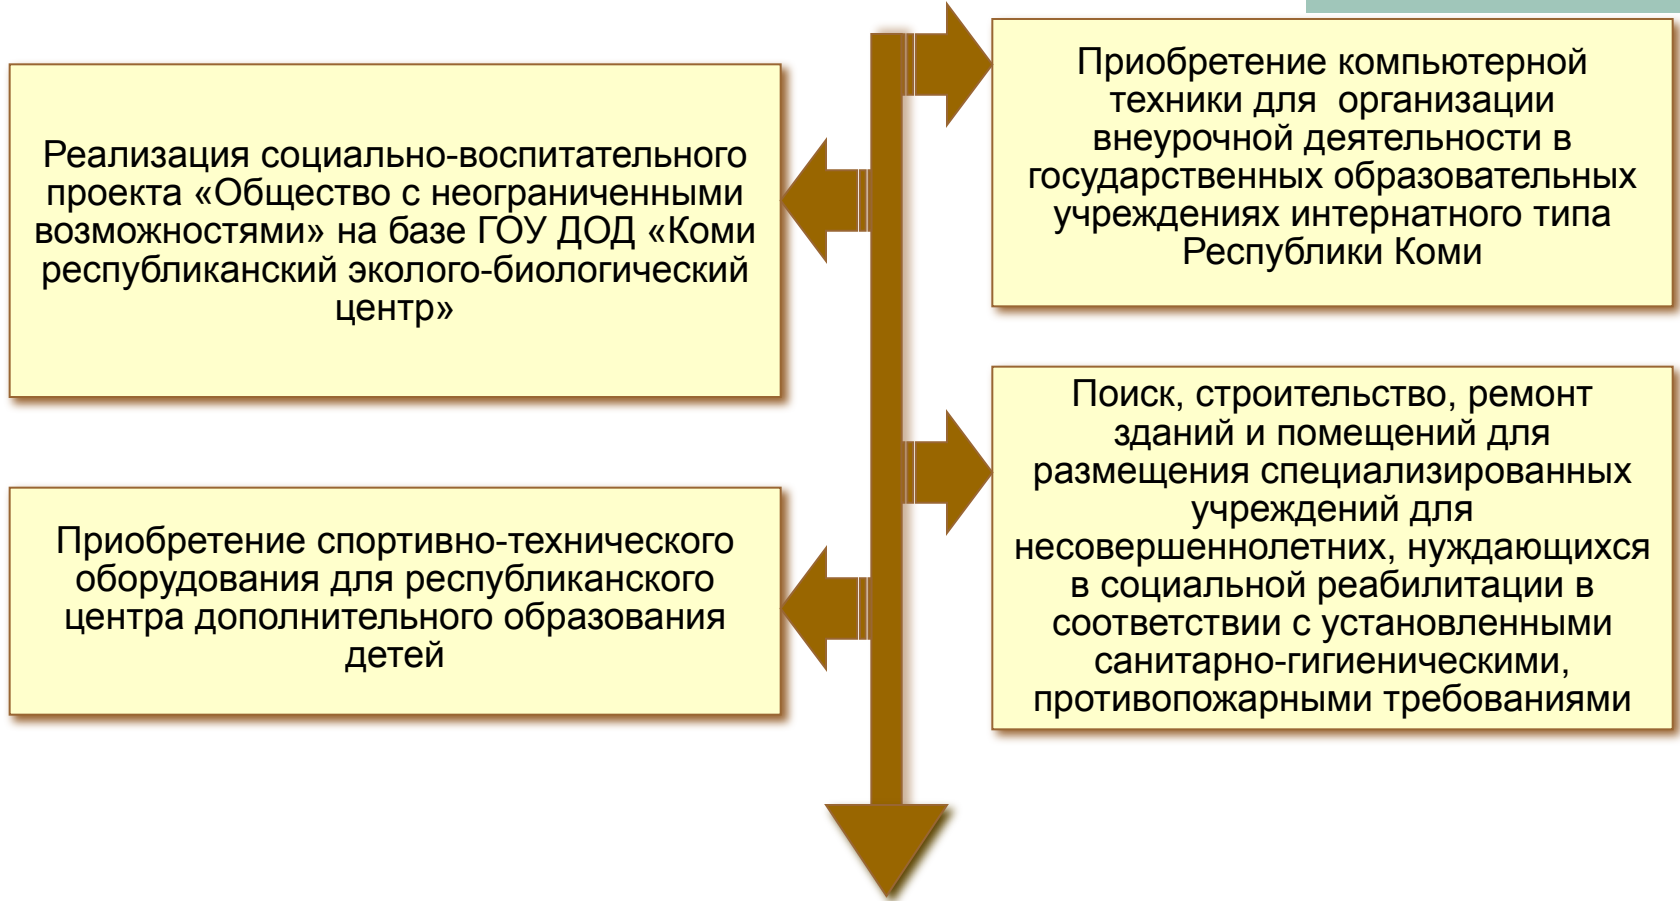 Реализация социально-воспитательного
проекта «Общество с неограниченными
возможностями» на базе ГОУ ДОД «Коми
республиканский эколого-биологический
центр»
Приобретение компьютерной
техники для организации
внеурочной деятельности в
государственных образовательных
учреждениях интернатного типа
Республики Коми
Приобретение спортивно-технического
оборудования для республиканского
центра дополнительного образования
детей
Поиск, строительство, ремонт
зданий и помещений для
размещения специализированных
учреждений для
несовершеннолетних, нуждающихся
в социальной реабилитации в
соответствии с установленными
санитарно-гигиеническими,
противопожарными требованиями